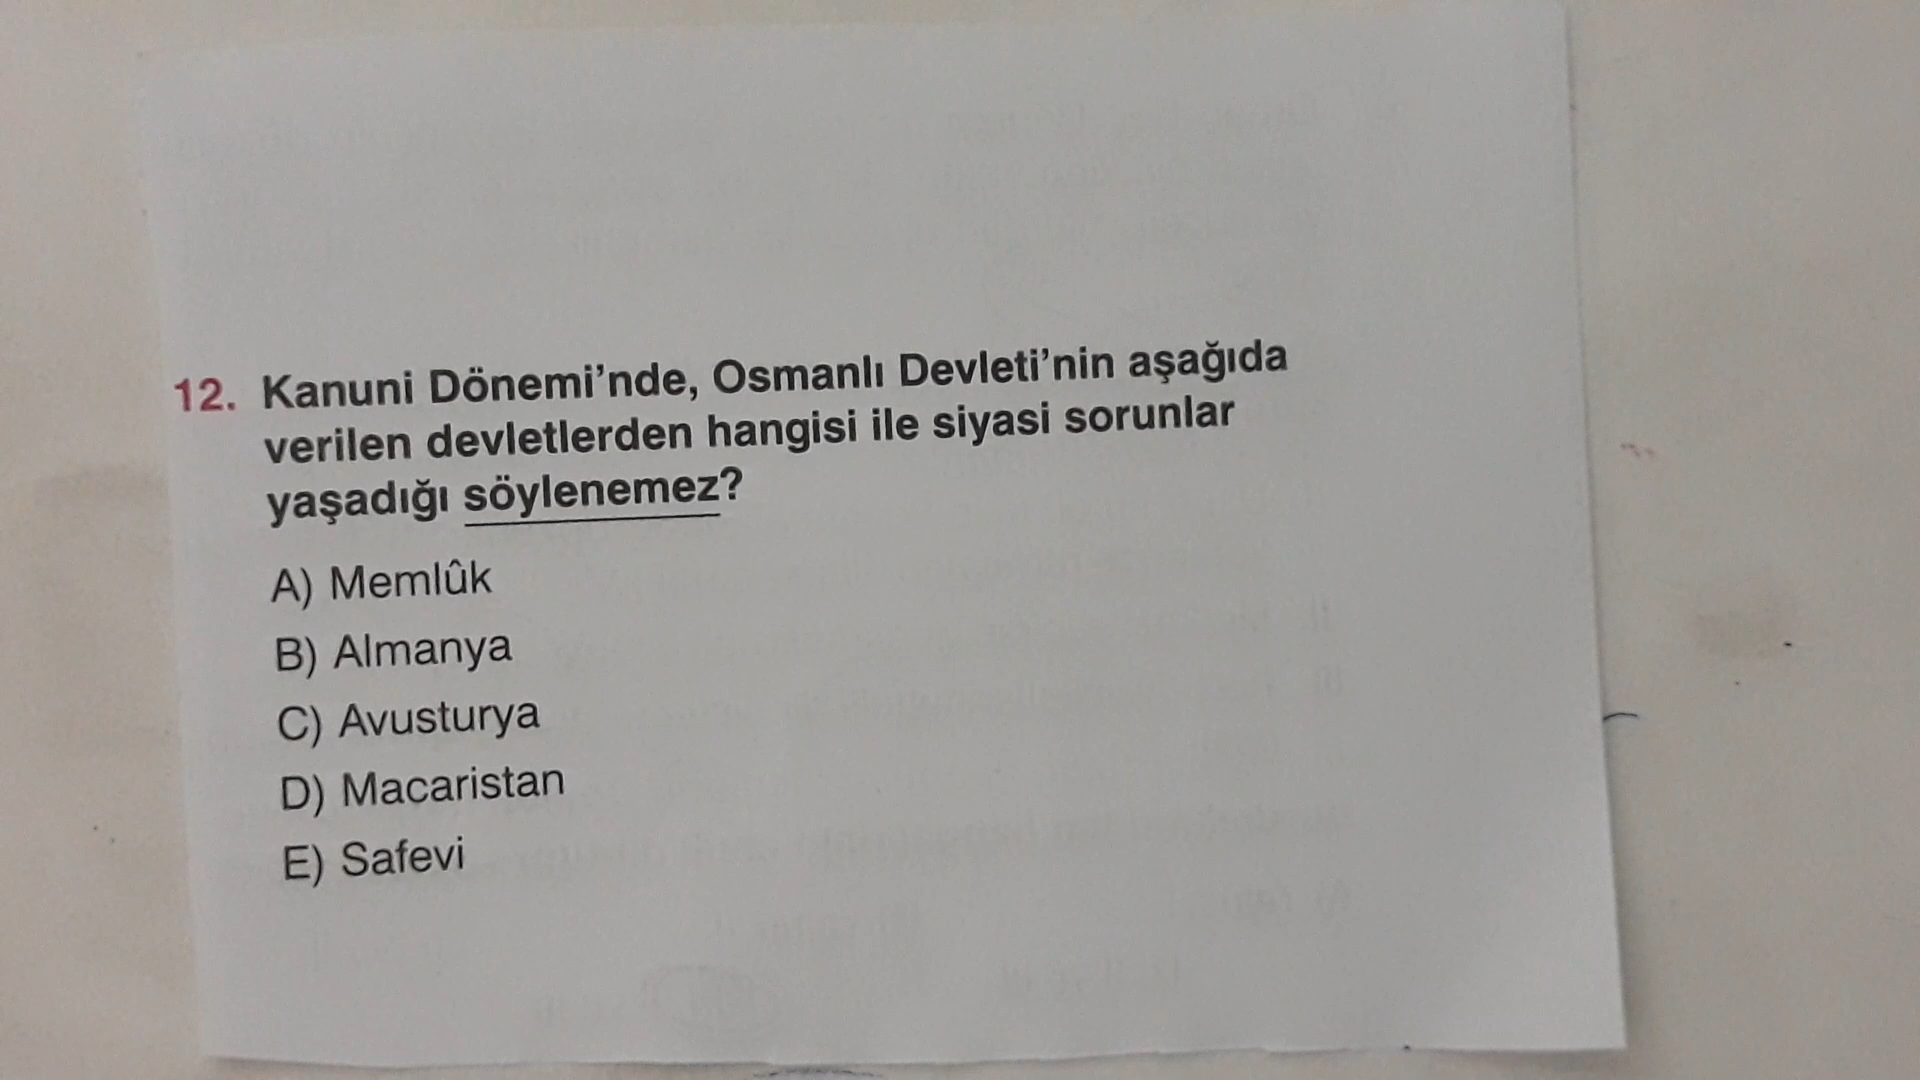 12. Kanuni Dönemi'nde, Osmanlı Devleti'nin aşağıda
verilen devletlerden hangisi ile siyasi sorunlar
yaşadığı söylenemez?
A) Memlûk
B) Almanya
C) Avusturya
D) Macaristan
E) Safevi